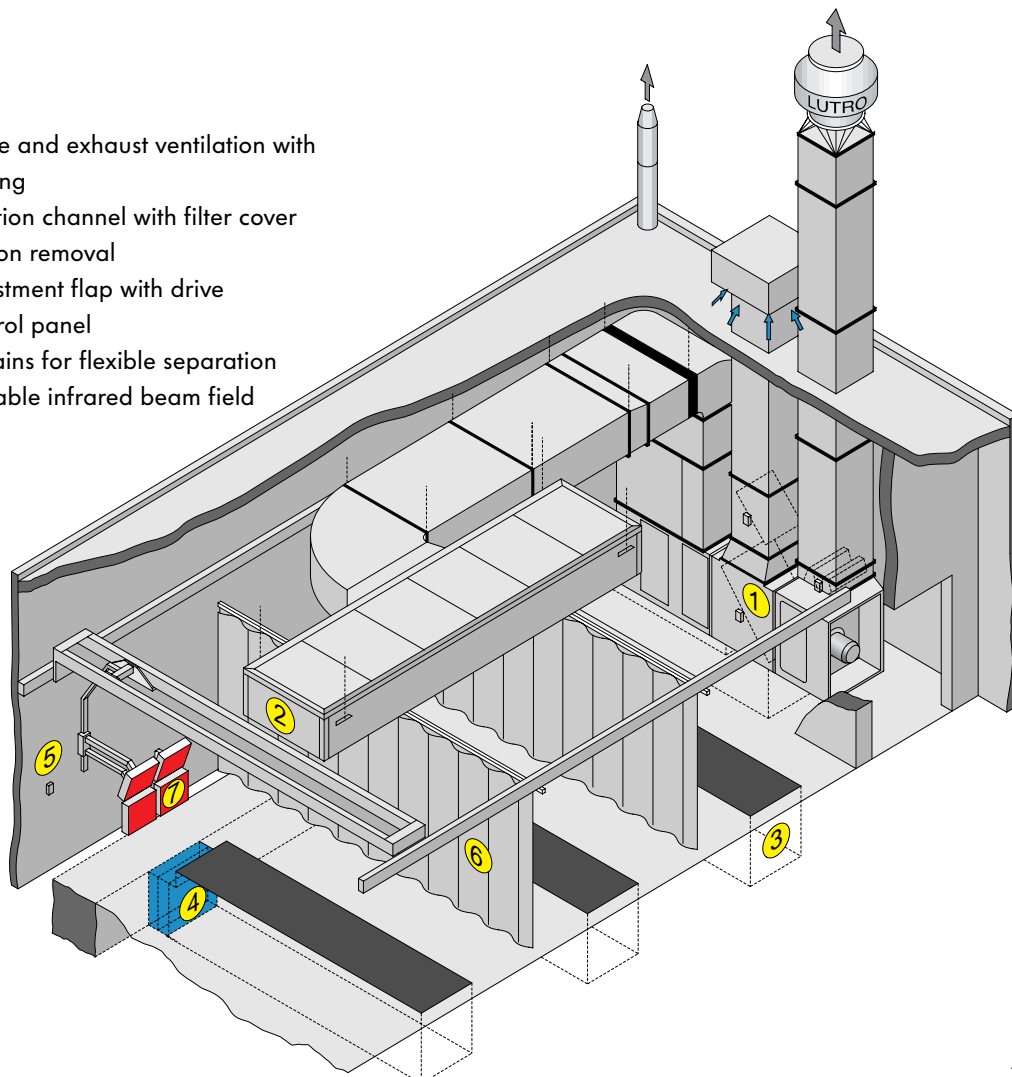 e and exhaust ventilation with
ng
tion channel with filter cover
on removal
stment flap with drive
rol panel
ains for flexible separation
able infrared beam field
LUTRO
1
2
5
7
3
6
4